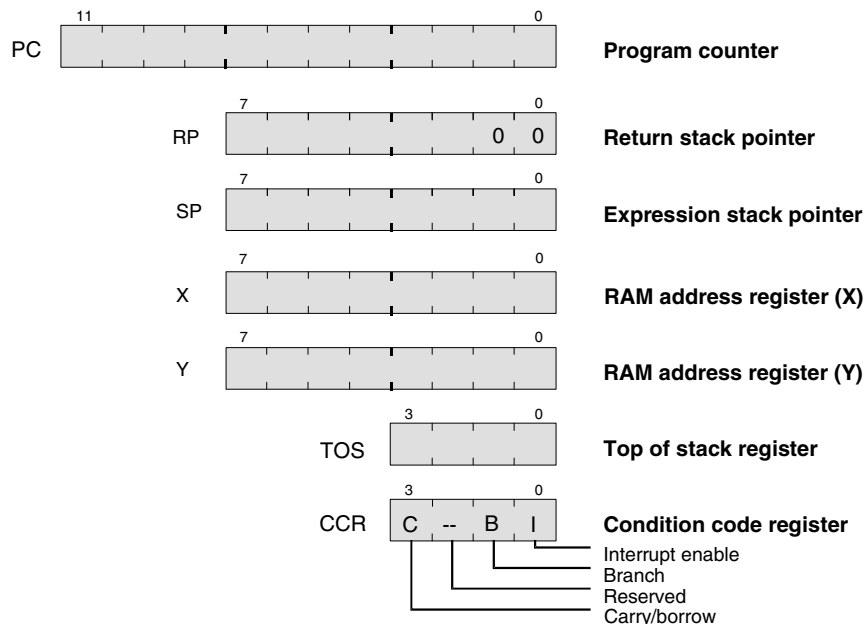 11 0
PC Program counter
7 0
RP 0 0 Return stack pointer
7 0
SP Expression stack pointer
7 0
X RAM address register (X)
7 0
Y RAM address register (Y)
3 0
TOS Top of stack register
3 0
CCR C -- B I Condition code register
Interrupt enable
Branch
Reserved
Carry/borrow